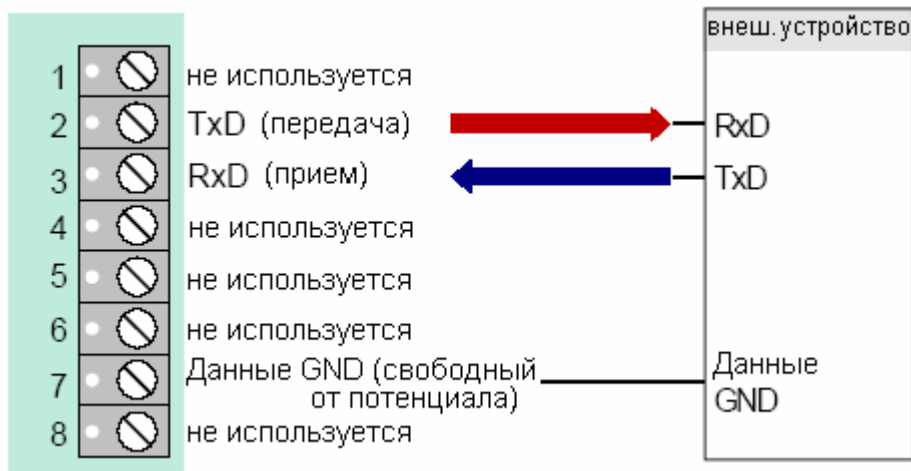 внеш.устройство
1 не используется
2 TxD (передача) RxD
3 RxD (прием) TxD
4 не используется
5 не используется
6 не используется
7 Данные GND (свободный Данные
от потенциала) GND
8 не используется